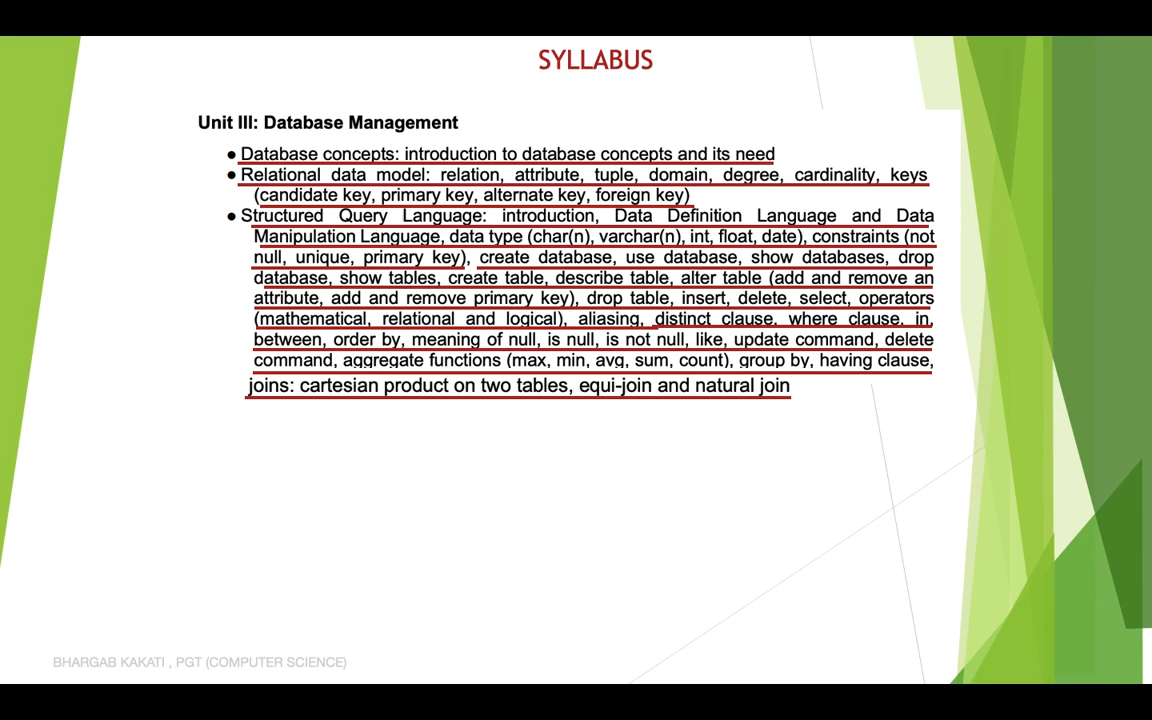 SYLLABUS
Unit III: Database Management
● Database concepts: introduction to database concepts and its need
● Relational data model: relation, attribute, tuple, domain, degree, cardinality, keys
(candidate key, primary key, alternate key, foreign key)
● Structured Query Language: introduction, Data Definition Language and Data
Manipulation Language, data type (char(n), varchar(n), int, float, date), constraints (not
null, unique, primary key), create database, use database, show databases, drop
database, show tables, create table, describe table, alter table (add and remove an
attribute, add and remove primary key), drop table, insert, delete, select, operators
(mathematical, relational and logical), aliasing, distinct clause, where clause, in,
between, order by, meaning of null, is null, is not null, like, update command, delete
command, aggregate functions (max, min, avg, sum, count), group by, having clause,
joins: cartesian product on two tables, equi-join and natural join
BHARGAB KAKATI , PGT (COMPUTER SCIENCE)